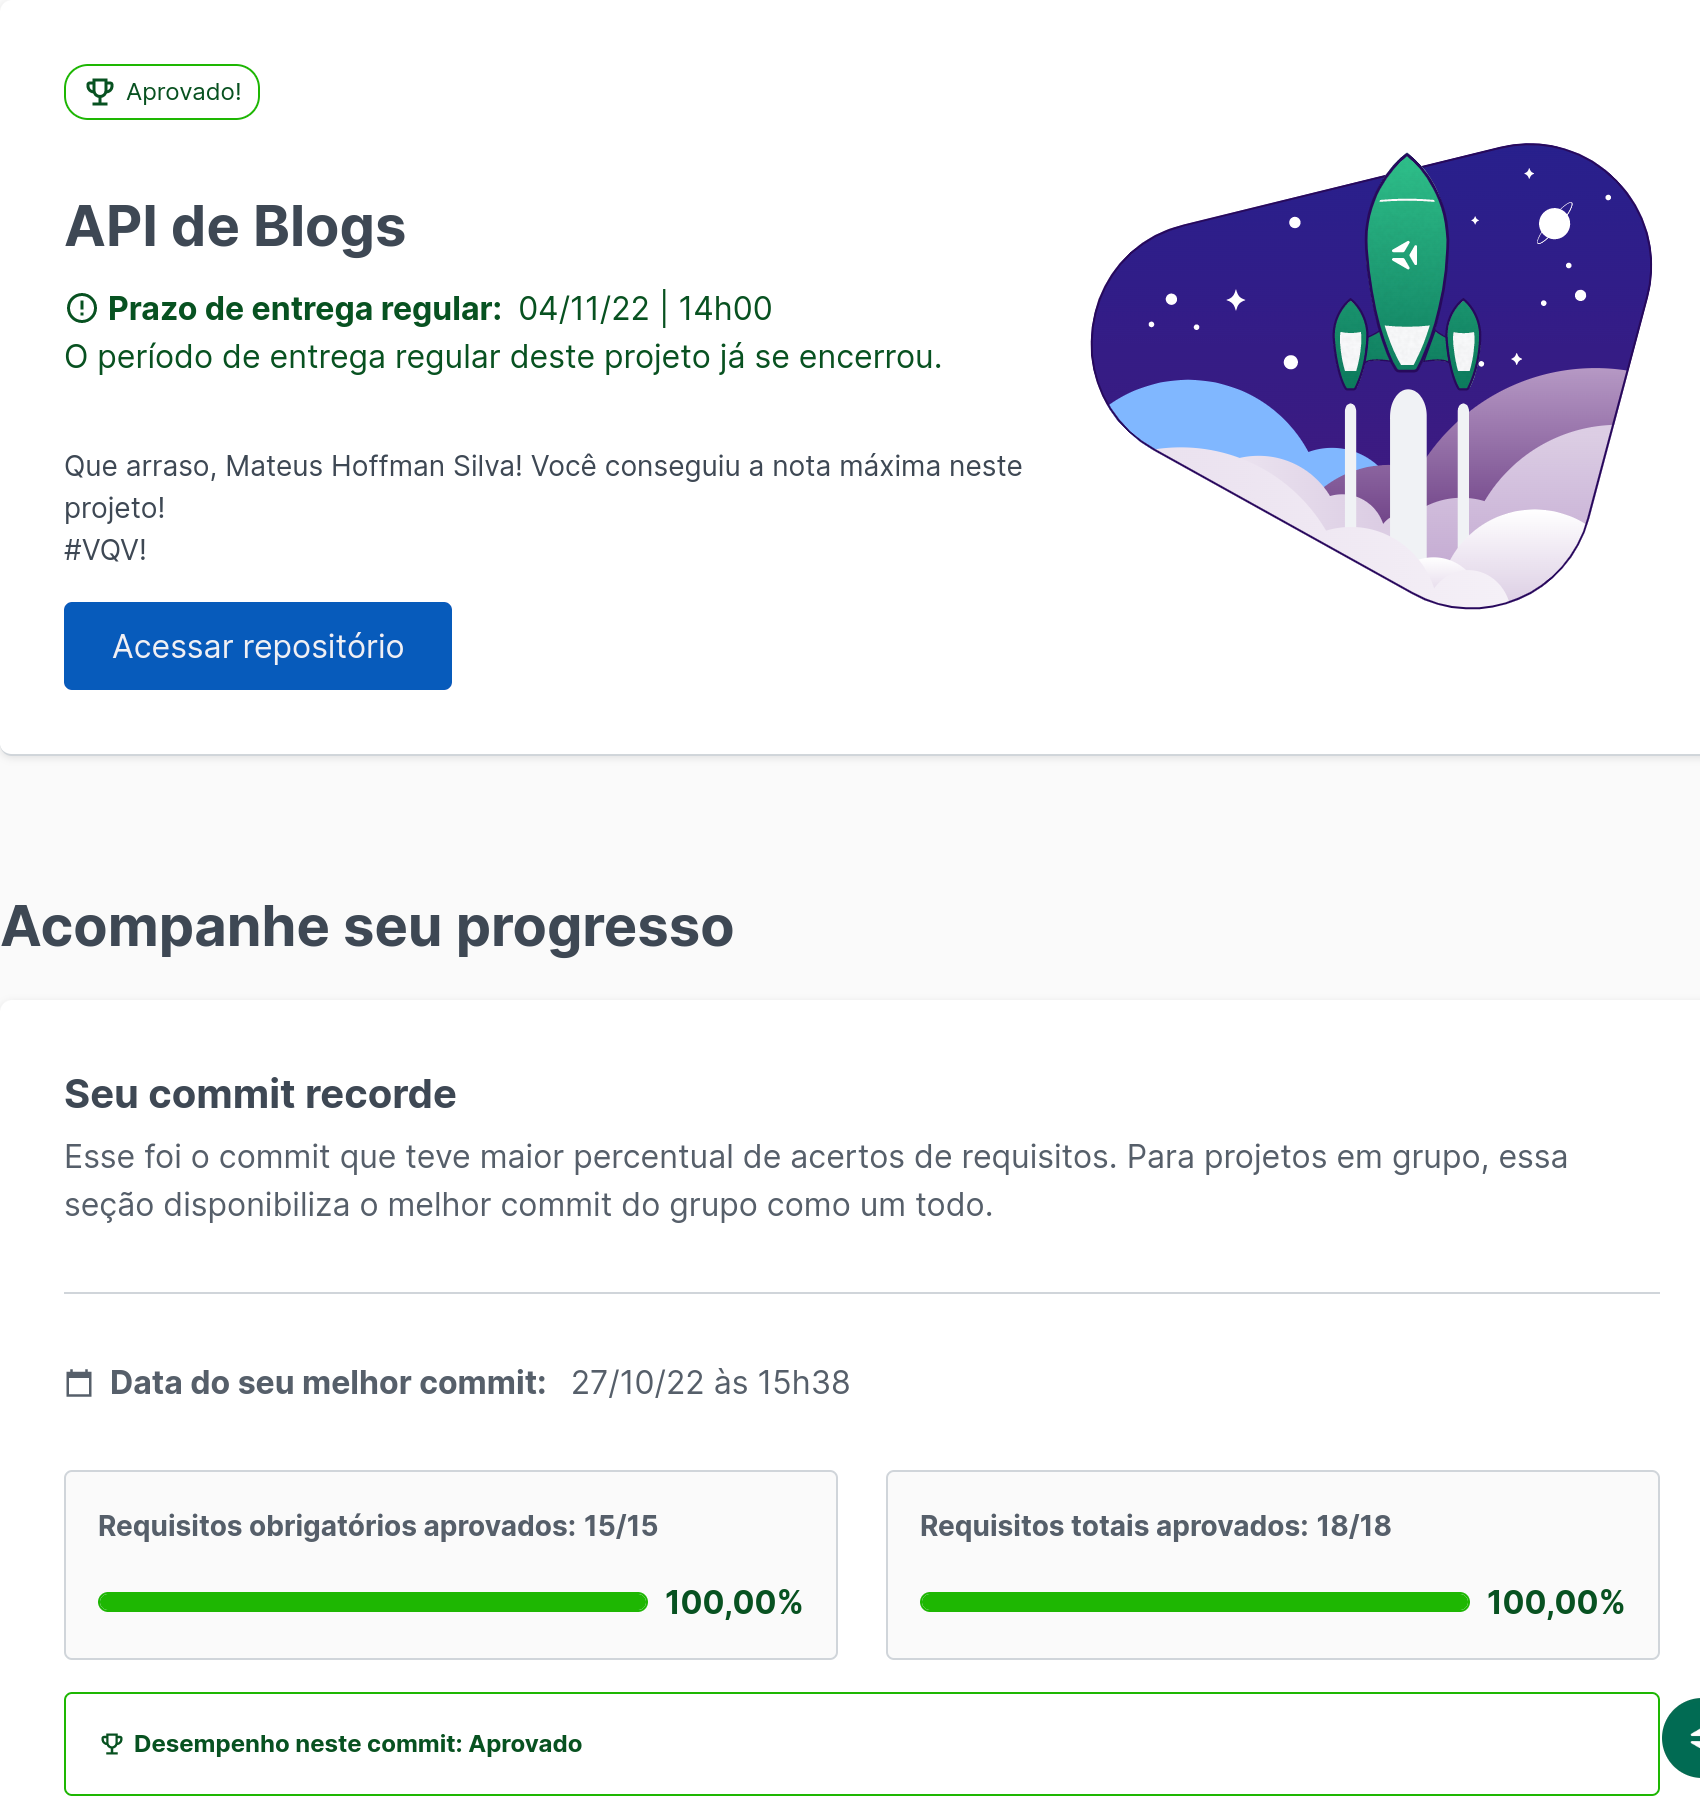 Aprovado!
API de Blogs
Prazo de entrega regular: 04/11/22 | 14h00
O período de entrega regular deste projeto já se encerrou.
Que arraso, Mateus Hoffman Silva! Você conseguiu a nota máxima neste
projeto!
#VQV!
Acessar repositório
Acompanhe seu progresso
Seu commit recorde
Esse foi o commit que teve maior percentual de acertos de requisitos. Para projetos em grupo, essa
seção disponibiliza o melhor commit do grupo como um todo.
Data do seu melhor commit: 27/10/22 às 15h38
Requisitos obrigatórios aprovados: 15/15
100,00%
Requisitos totais aprovados: 18/18
100,00%
Desempenho neste commit: Aprovado